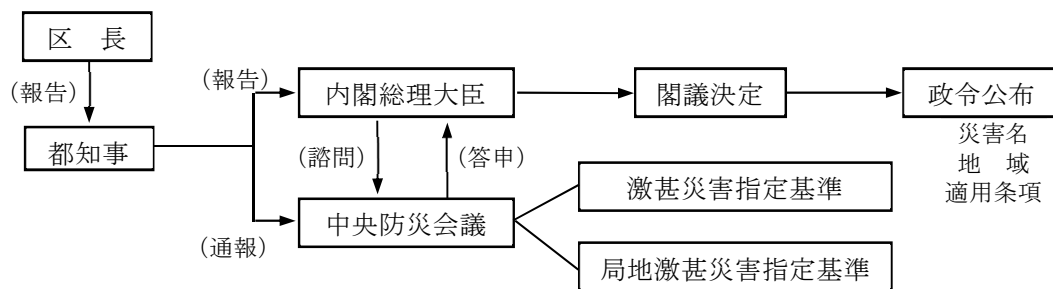 区　長
（報告）
都知事
（報告）
（通報）
内閣総理大臣
（諮問）
（答申）
中央防災会議
閣議決定
政令公布
災害名
地　域
適用条項
激甚災害指定基準
局地激甚災害指定基準